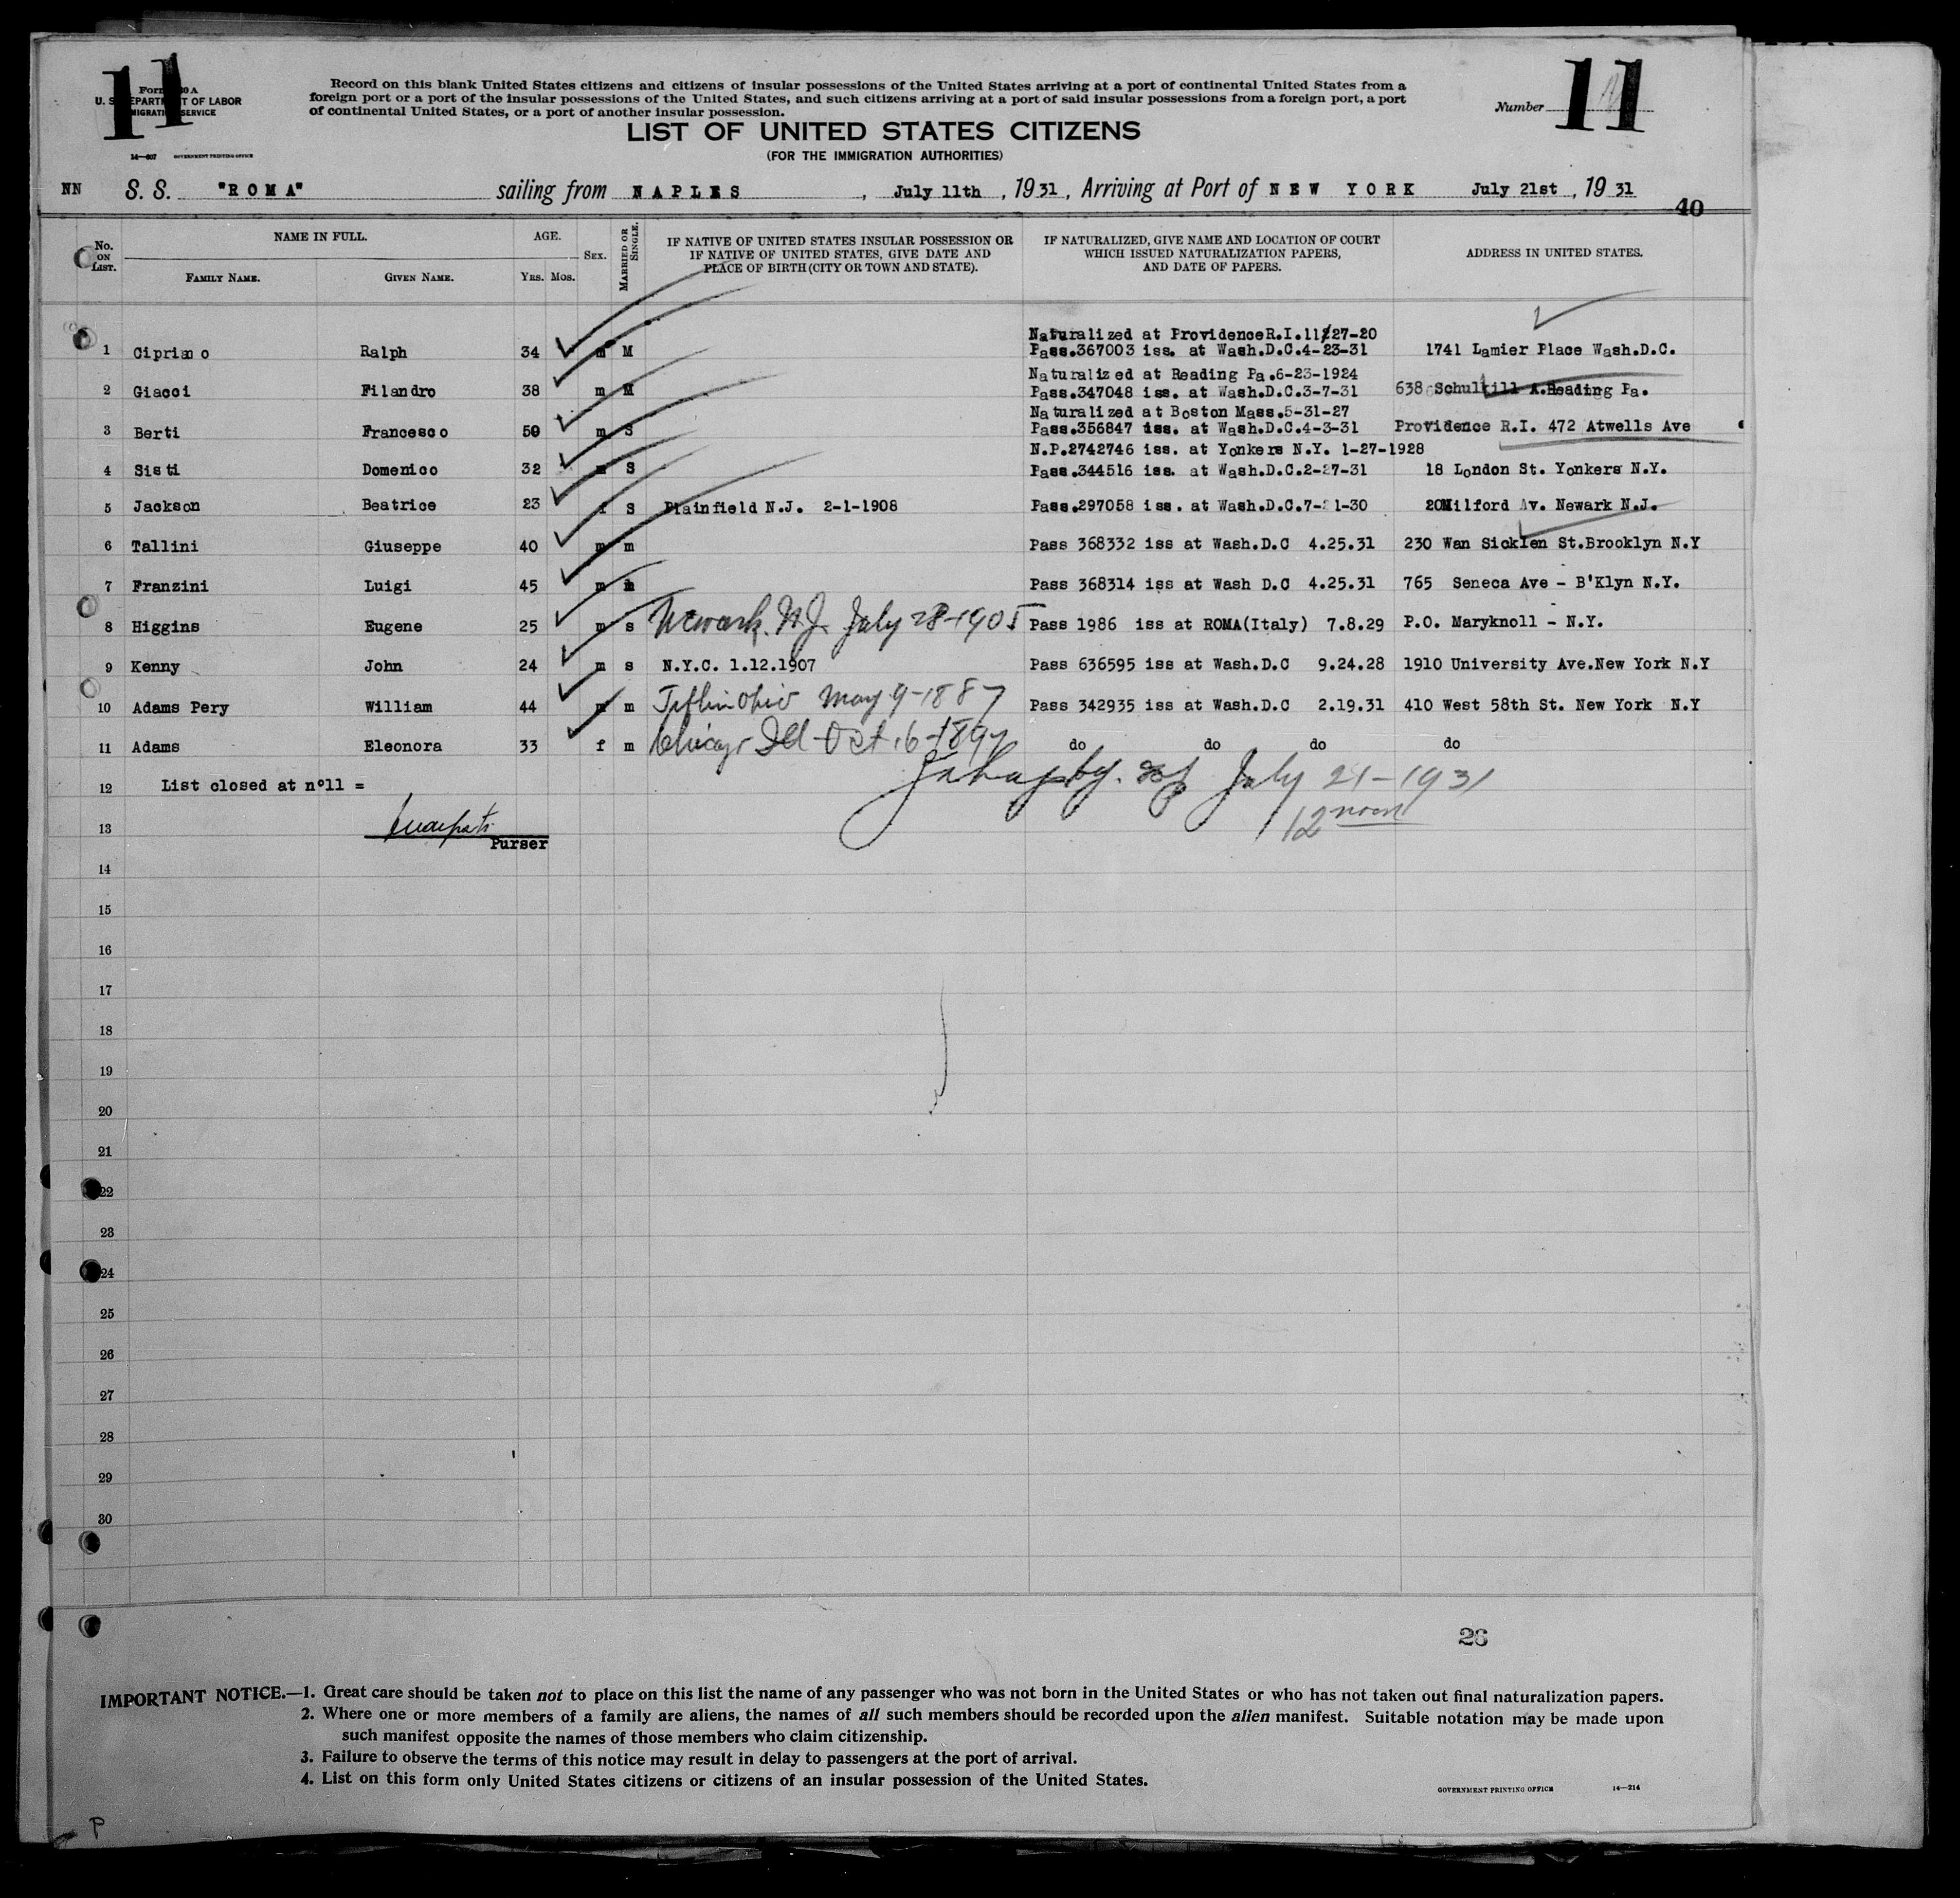 11
Form 630 A
U. S. DEPARTMENT OF LABOR
IMMIGRATION SERVICE
14—207 GOVERNMENT PRINTING OFFICE
Record on this blank United States citizens and citizens of insular possessions of the United States arriving at a port of continental United States from a
foreign port or a port of the insular possessions of the United States, and such citizens arriving at a port of said insular possessions from a foreign port, a port
of continental United States, or a port of another insular possession.
Number 11
LIST OF UNITED STATES CITIZENS
(FOR THE IMMIGRATION AUTHORITIES)
NN S. S. "ROMA" sailing from NAPLES, July 11th, 1931, Arriving at Port of NEW YORK July 21st, 1931
40
No. ON LIST. NAME IN FULL. AGE. SEX. MARRIED OR SINGLE. IF NATIVE OF UNITED STATES INSULAR POSSESSION OR IF NATIVE OF UNITED STATES, GIVE DATE AND PLACE OF BIRTH (CITY OR TOWN AND STATE). IF NATURALIZED, GIVE NAME AND LOCATION OF COURT WHICH ISSUED NATURALIZATION PAPERS, AND DATE OF PAPERS. ADDRESS IN UNITED STATES.
FAMILY NAME. GIVEN NAME. YRS. MOS.
Naturalized at Providence R.I. 11/27-20
1 Cipriano Ralph 34 m M Pass.367003 iss. at Wash.D.C.4-23-31 1741 Lamier Place Wash.D.C.
Naturalized at Reading Pa.6-23-1924
2 Giacci Filandro 38 m M Pass.347048 iss. at Wash.D.C.3-7-31 638 Schulkill A.Reading Pa.
Naturalized at Boston Mass.5-31-27
3 Berti Francesco 50 m S Pass.356847 iss. at Wash.D.C.4-3-31 Providence R.I. 472 Atwells Ave
N.P.2742746 iss. at Yonkers N.Y. 1-27-1928
4 Sisti Domenico 32 m S Pass.344516 iss. at Wash.D.C.2-27-31 18 London St. Yonkers N.Y.
5 Jackson Beatrice 23 f S Plainfield N.J. 2-1-1908 Pass.297058 iss. at Wash.D.C.7-21-30 20Milford Av. Newark N.J.
6 Tallini Giuseppe 40 m m Pass 368332 iss at Wash.D.C 4.25.31 230 Wan Sicklen St.Brooklyn N.Y
7 Franzini Luigi 45 m m Pass 368314 iss at Wash D.C 4.25.31 765 Seneca Ave - B'Klyn N.Y.
8 Higgins Eugene 25 m s Newark. N.J. July 28-1905 Pass 1986 iss at ROMA(Italy) 7.8.29 P.O. Maryknoll - N.Y.
9 Kenny John 24 m s N.Y.C. 1.12.1907 Pass 636595 iss at Wash.D.C 9.24.28 1910 University Ave.New York N.Y
10 Adams Pery William 44 m m Tiffin Ohio May 9-1887 Pass 342935 iss at Wash.D.C 2.19.31 410 West 58th St. New York N.Y
11 Adams Eleonora 33 f m Chicago Ill Oct 16-1897 do do do do
12 List closed at n°11 =
July 21-1931
12 noon
13
Purser
14
15
16
17
18
19
20
21
22
23
24
25
26
27
28
29
30
26
IMPORTANT NOTICE.—1. Great care should be taken not to place on this list the name of any passenger who was not born in the United States or who has not taken out final naturalization papers.
2. Where one or more members of a family are aliens, the names of all such members should be recorded upon the alien manifest. Suitable notation may be made upon
such manifest opposite the names of those members who claim citizenship.
3. Failure to observe the terms of this notice may result in delay to passengers at the port of arrival.
4. List on this form only United States citizens or citizens of an insular possession of the United States.
GOVERNMENT PRINTING OFFICE 14—214
P